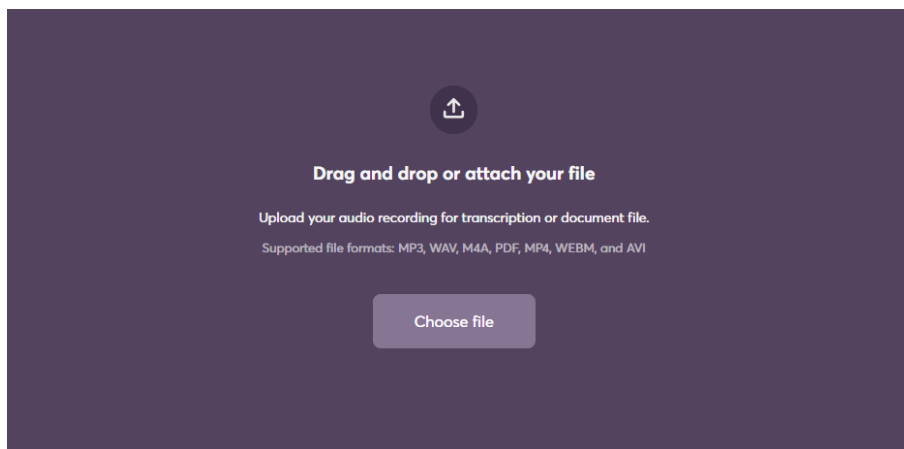 Drag and drop or attach your file
Upload your audio recording for transcription or document file.
Supported file formats: MP3, WAV, M4A, PDF, MP4, WEBM, and AVI
Choose file